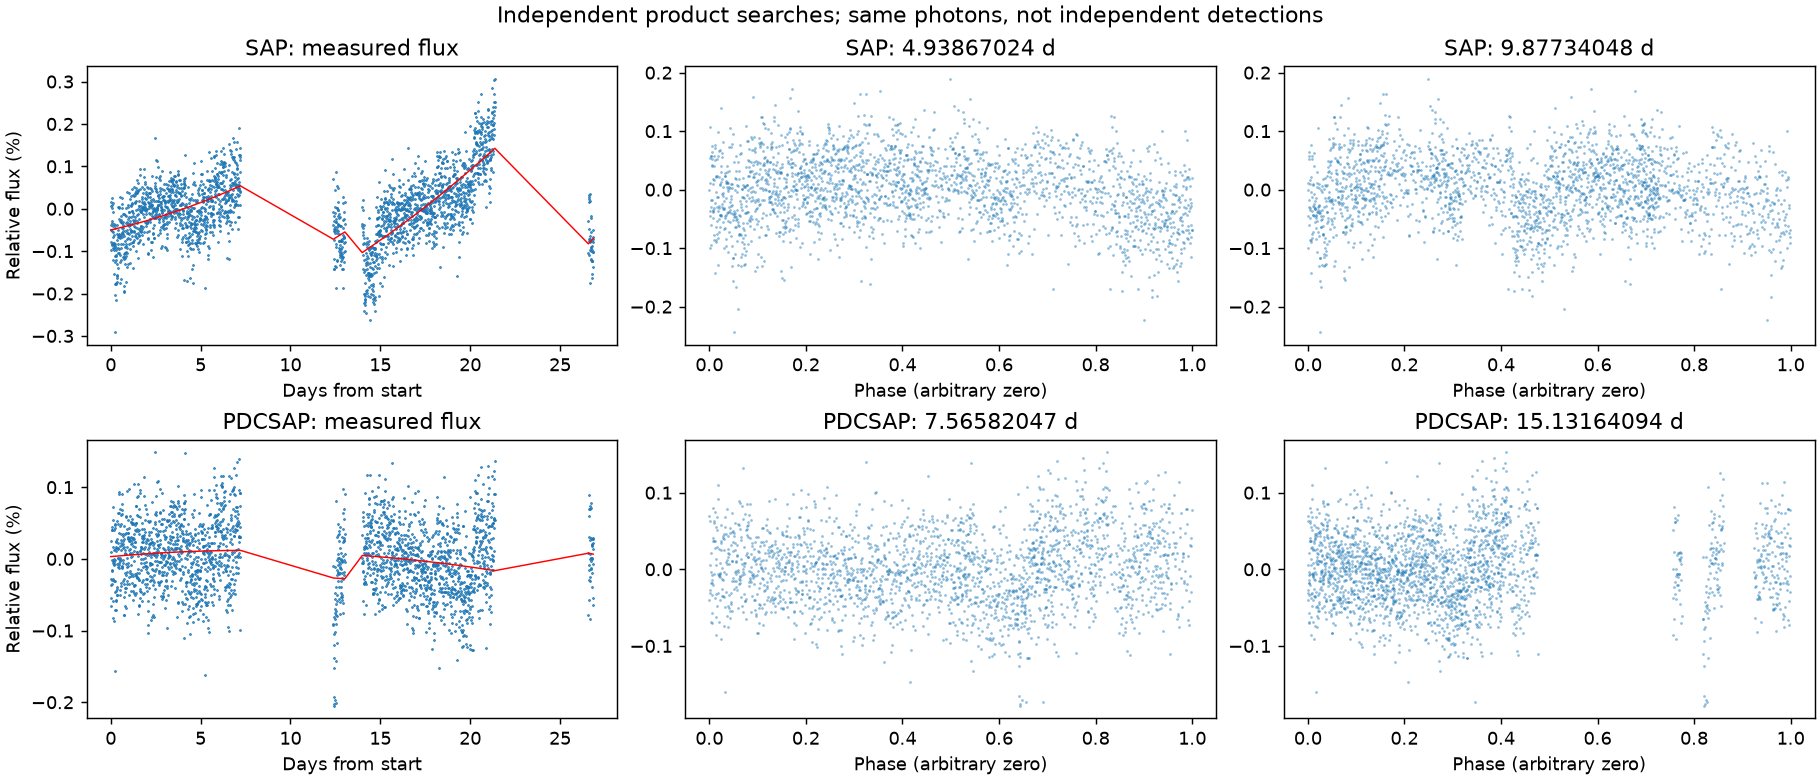 Independent product searches; same photons, not independent detections
SAP: measured flux
SAP: 4.93867024 d
SAP: 9.87734048 d
Relative flux (%)
0.3
0.2
0.1
0.0
−0.1
−0.2
−0.3
0 5 10 15 20 25
Days from start
0.2
0.1
0.0
−0.1
−0.2
0.0 0.2 0.4 0.6 0.8 1.0
Phase (arbitrary zero)
0.2
0.1
0.0
−0.1
−0.2
0.0 0.2 0.4 0.6 0.8 1.0
Phase (arbitrary zero)
PDCSAP: measured flux
PDCSAP: 7.56582047 d
PDCSAP: 15.13164094 d
Relative flux (%)
0.1
0.0
−0.1
−0.2
0 5 10 15 20 25
Days from start
0.1
0.0
−0.1
0.0 0.2 0.4 0.6 0.8 1.0
Phase (arbitrary zero)
0.1
0.0
−0.1
0.0 0.2 0.4 0.6 0.8 1.0
Phase (arbitrary zero)